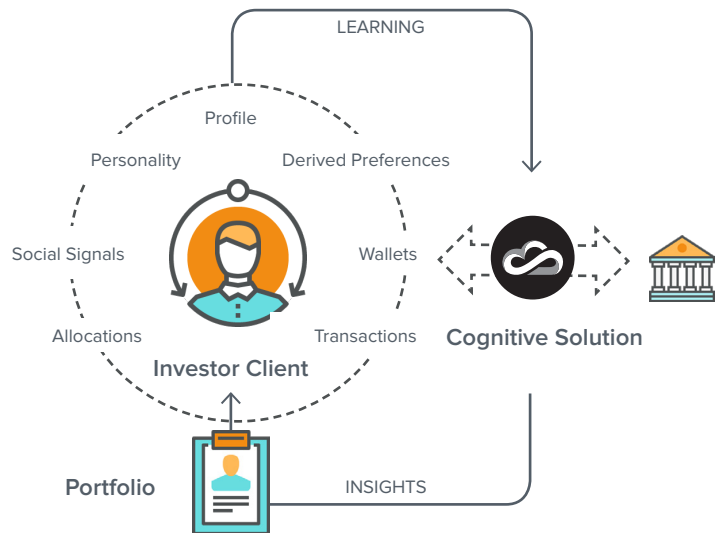 LEARNING
Profile
Personality
Derived Preferences
Social Signals
Wallets
Allocations
Transactions
Cognitive Solution
Investor Client
Portfolio
INSIGHTS